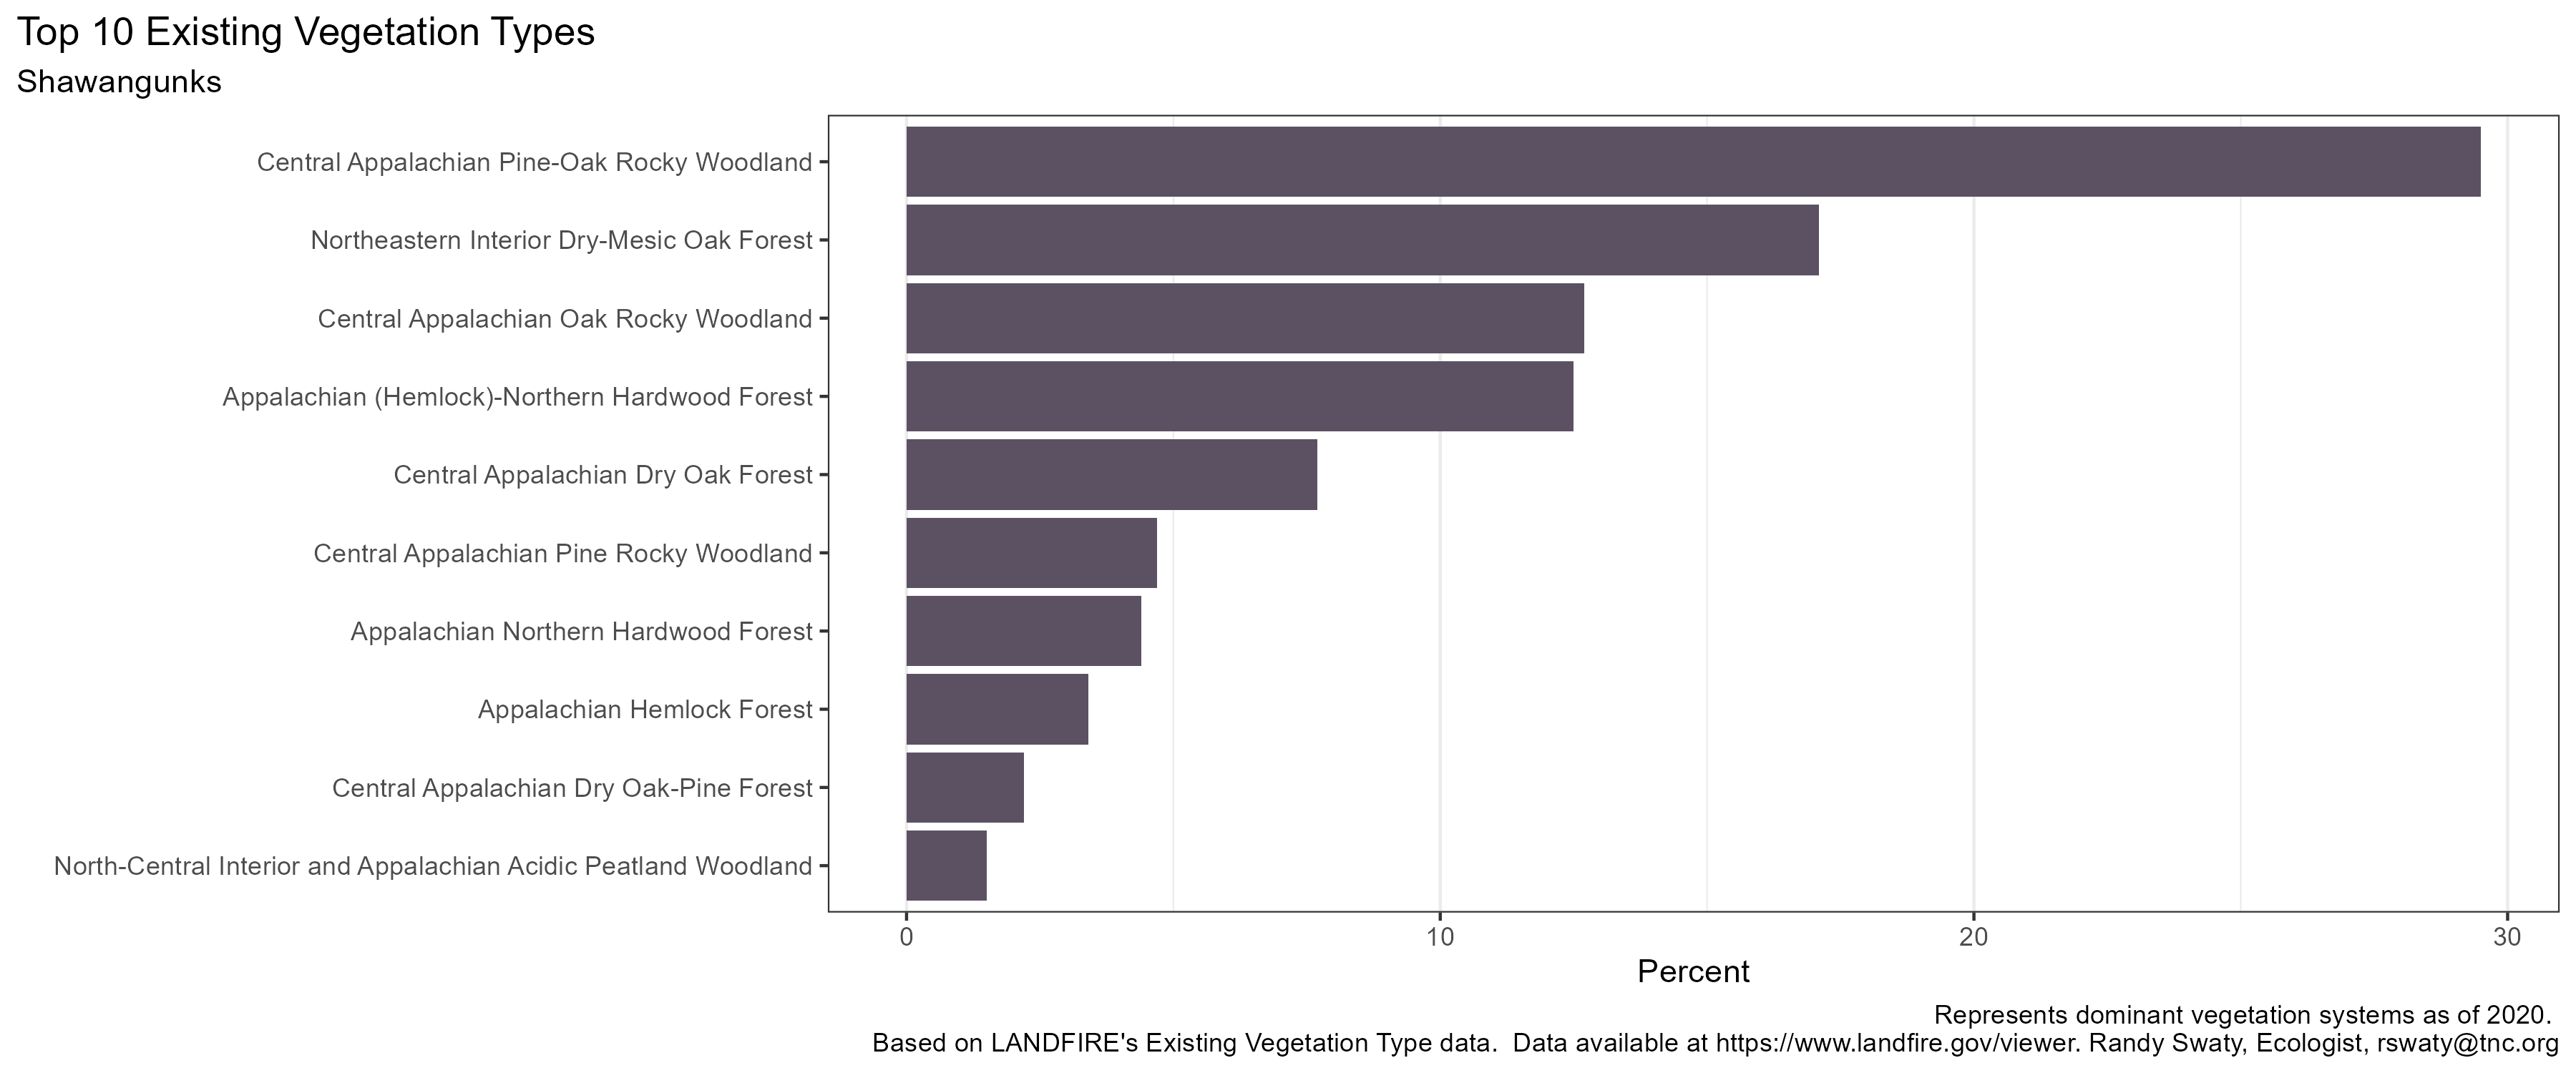 Top 10 Existing Vegetation Types
Shawangunks
Central Appalachian Pine-Oak Rocky Woodland
Northeastern Interior Dry-Mesic Oak Forest
Central Appalachian Oak Rocky Woodland
Appalachian (Hemlock)-Northern Hardwood Forest
Central Appalachian Dry Oak Forest
Central Appalachian Pine Rocky Woodland
Appalachian Northern Hardwood Forest
Appalachian Hemlock Forest
Central Appalachian Dry Oak-Pine Forest
North-Central Interior and Appalachian Acidic Peatland Woodland
0 10 20 30
Percent
Represents dominant vegetation systems as of 2020.
Based on LANDFIRE's Existing Vegetation Type data.  Data available at https://www.landfire.gov/viewer. Randy Swaty, Ecologist, rswaty@tnc.org